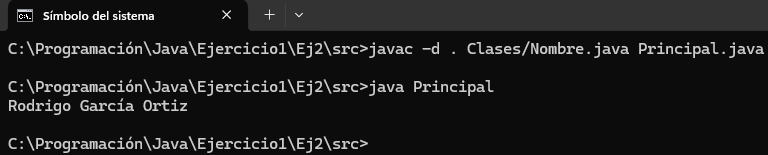 Símbolo del sistema
C:\Programación\Java\Ejercicio1\Ej2\src>javac -d . Clases/Nombre.java Principal.java
C:\Programación\Java\Ejercicio1\Ej2\src>java Principal
Rodrigo García Ortiz
C:\Programación\Java\Ejercicio1\Ej2\src>